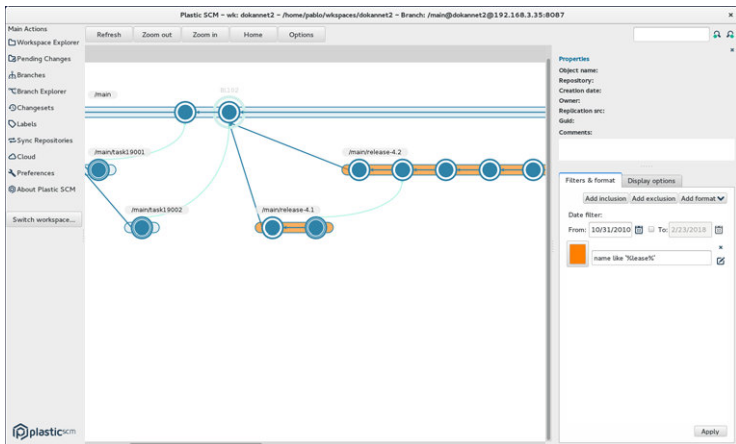 Plastic SCM - wk: dokannet2 - /home/pablo/wkspaces/dokannet2 - Branch: /main@dokannet2@192.168.3.35:8087
Main Actions
Workspace Explorer
Pending Changes
Branches
Branch Explorer
Changesets
Labels
Sync Repositories
Cloud
Preferences
About Plastic SCM
Switch workspace...
Refresh Zoom out Zoom in Home Options
/main
/main/task19001
/main/release-4.2
/main/task19002
/main/release-4.1
Properties
Object name:
Repository:
Creation date:
Owner:
Replication src:
Guid:
Comments:
Filters & format Display options
Add inclusion Add exclusion Add format
Date filter:
From: 10/31/2010 To: 2/23/2018
name like "%lease%"
Apply
plasticscm